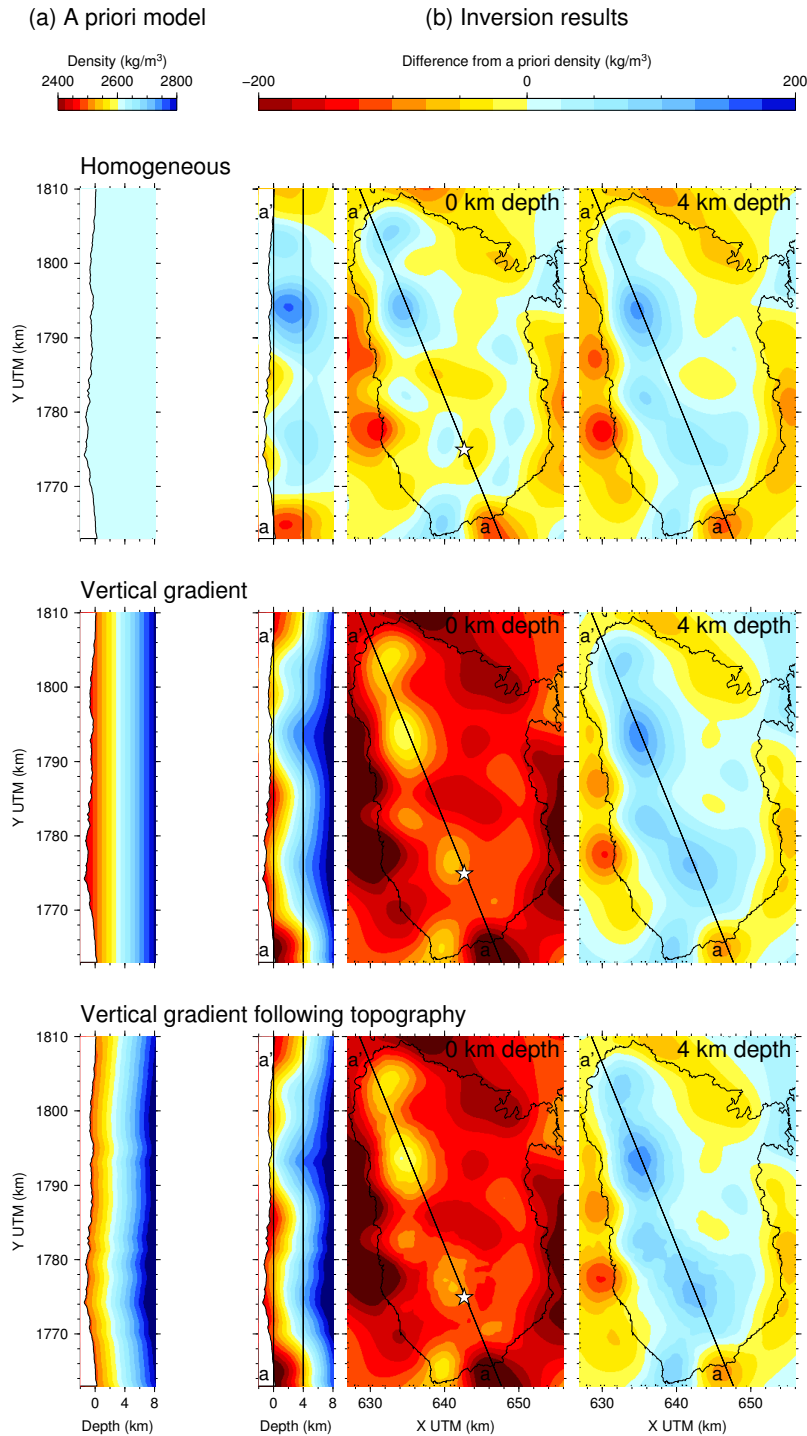 (a) A priori model
(b) Inversion results
Density (kg/m³)
2400 2800
Difference from a priori density (kg/m³)
−200 0 200
Homogeneous
a' a' 0 km depth a' 4 km depth
a a a
1810
1800
1790
1780
1770
Y UTM (km)
Vertical gradient
a' a' 0 km depth a' 4 km depth
a a a
1810
1800
1790
1780
1770
Y UTM (km)
Vertical gradient following topography
a' a' 0 km depth a' 4 km depth
a a a
1810
1800
1790
1780
1770
Y UTM (km)
0 4 8 0 4 8 630 640 650 630 640 650
Depth (km) Depth (km) X UTM (km) X UTM (km)